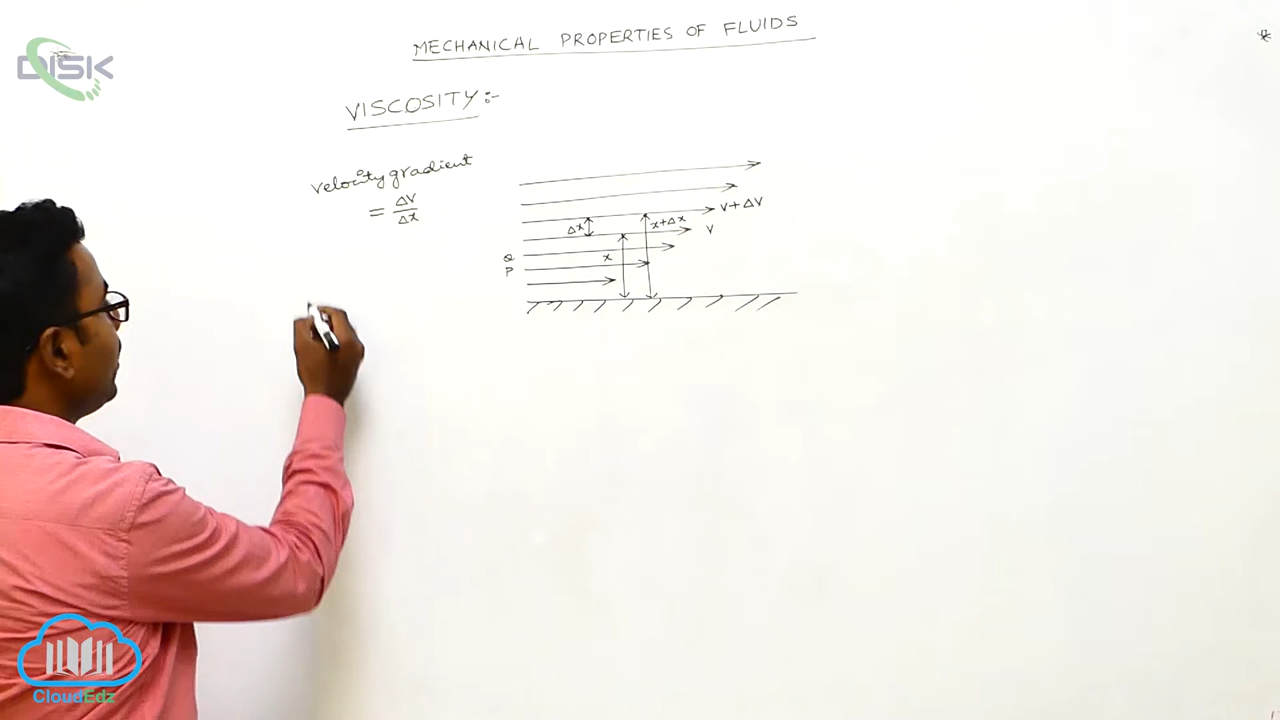 MECHANICAL PROPERTIES OF FLUIDS
DISK
VISCOSITY :-
velocity gradient
= ΔV/Δx
V + ΔV
Δx
x+Δx
V
Q
x
P
CloudEdz